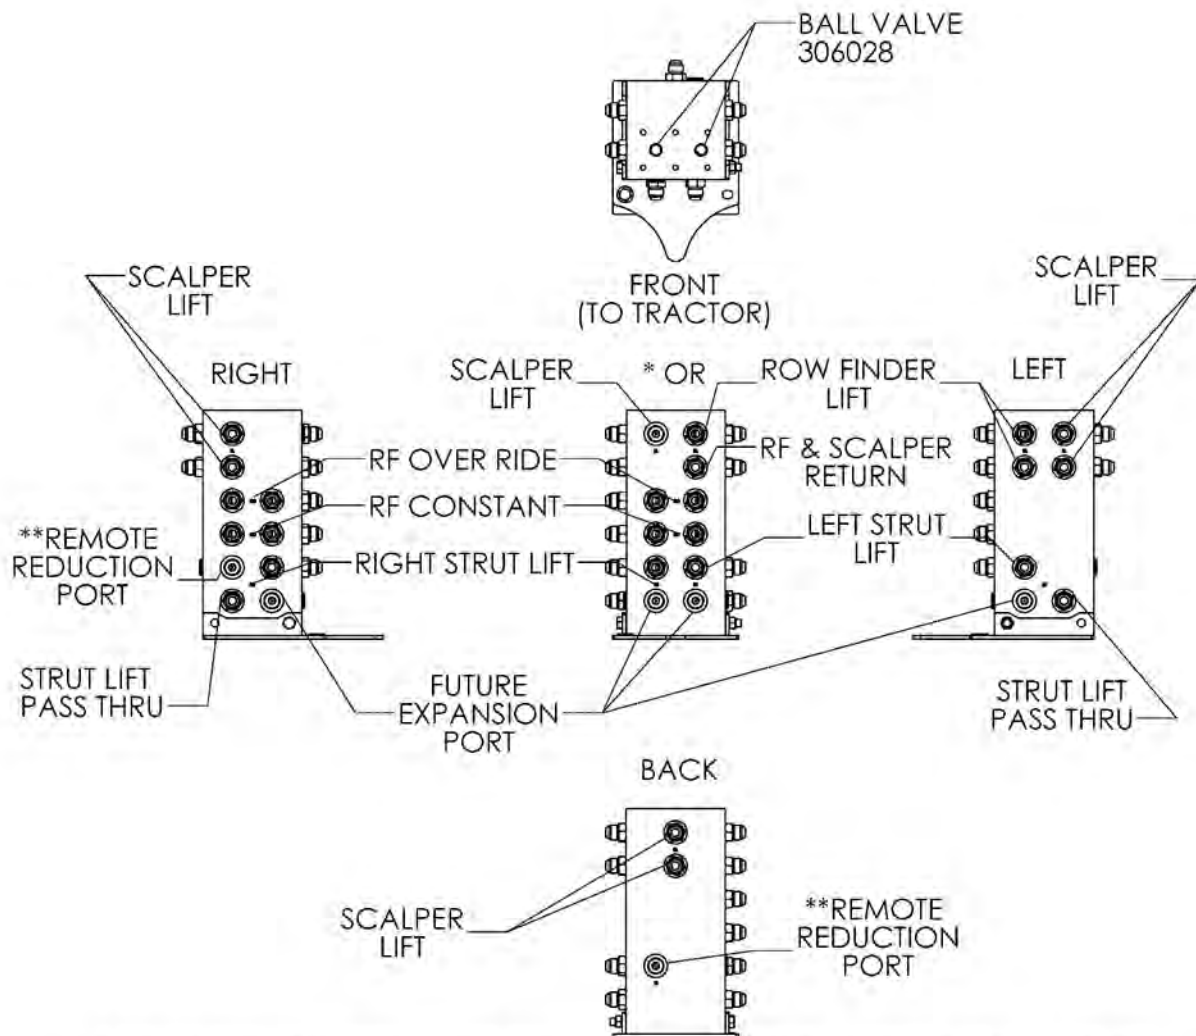 BALL VALVE
306028
FRONT
(TO TRACTOR)
SCALPER
LIFT
SCALPER
LIFT
RIGHT
SCALPER
LIFT
* OR
ROW FINDER
LIFT
LEFT
RF OVER RIDE
RF & SCALPER
RETURN
RF CONSTANT
**REMOTE
REDUCTION
PORT
RIGHT STRUT LIFT
LEFT STRUT
LIFT
STRUT LIFT
PASS THRU
FUTURE
EXPANSION
PORT
STRUT LIFT
PASS THRU
BACK
SCALPER
LIFT
**REMOTE
REDUCTION
PORT